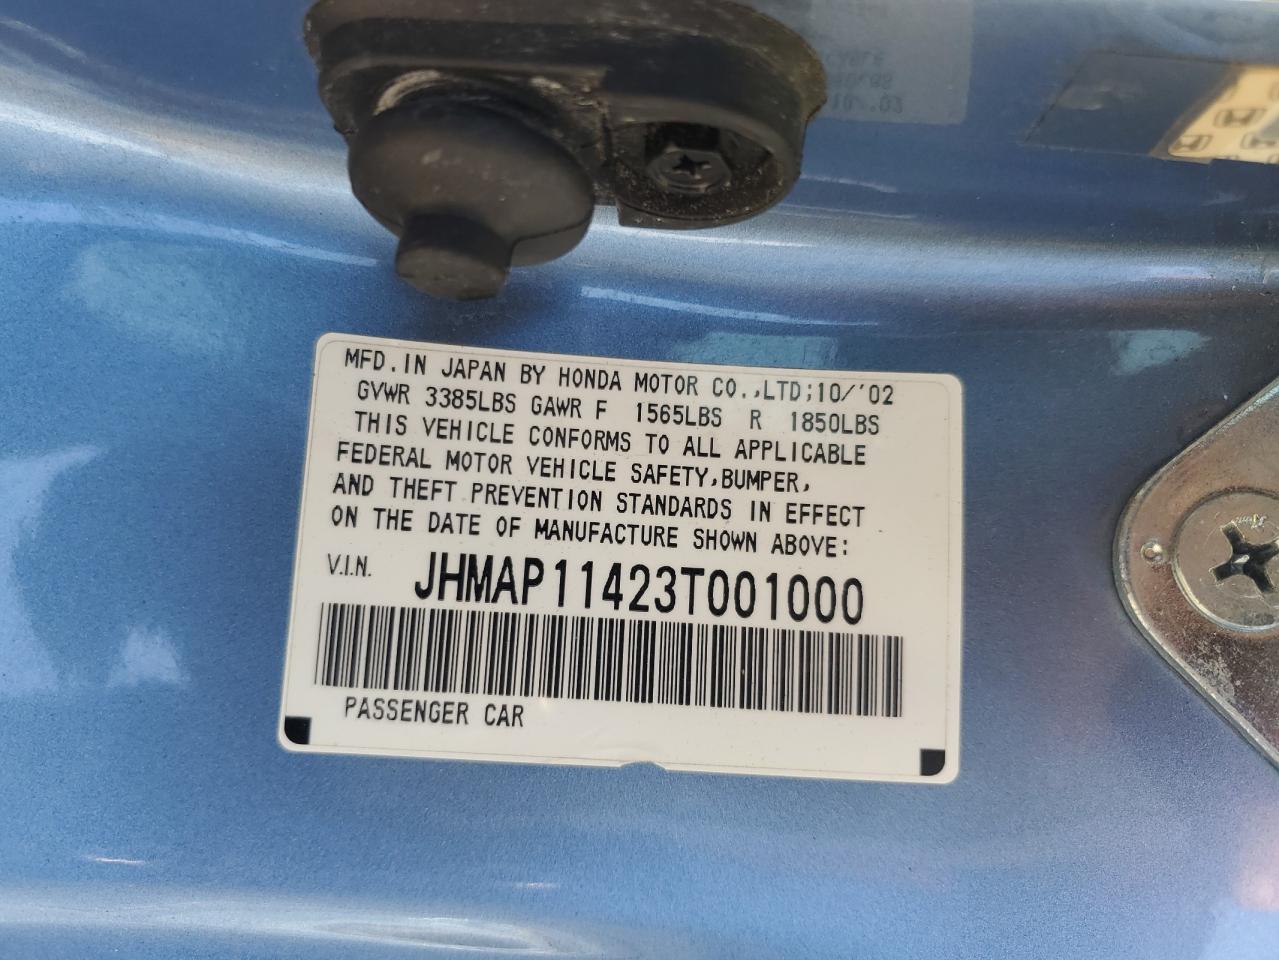 MFD.IN JAPAN BY HONDA MOTOR CO.,LTD;10/'02
GVWR 3385LBS GAWR F 1565LBS R 1850LBS
THIS VEHICLE CONFORMS TO ALL APPLICABLE
FEDERAL MOTOR VEHICLE SAFETY,BUMPER,
AND THEFT PREVENTION STANDARDS IN EFFECT
ON THE DATE OF MANUFACTURE SHOWN ABOVE:
V.I.N. JHMAP11423T001000
PASSENGER CAR